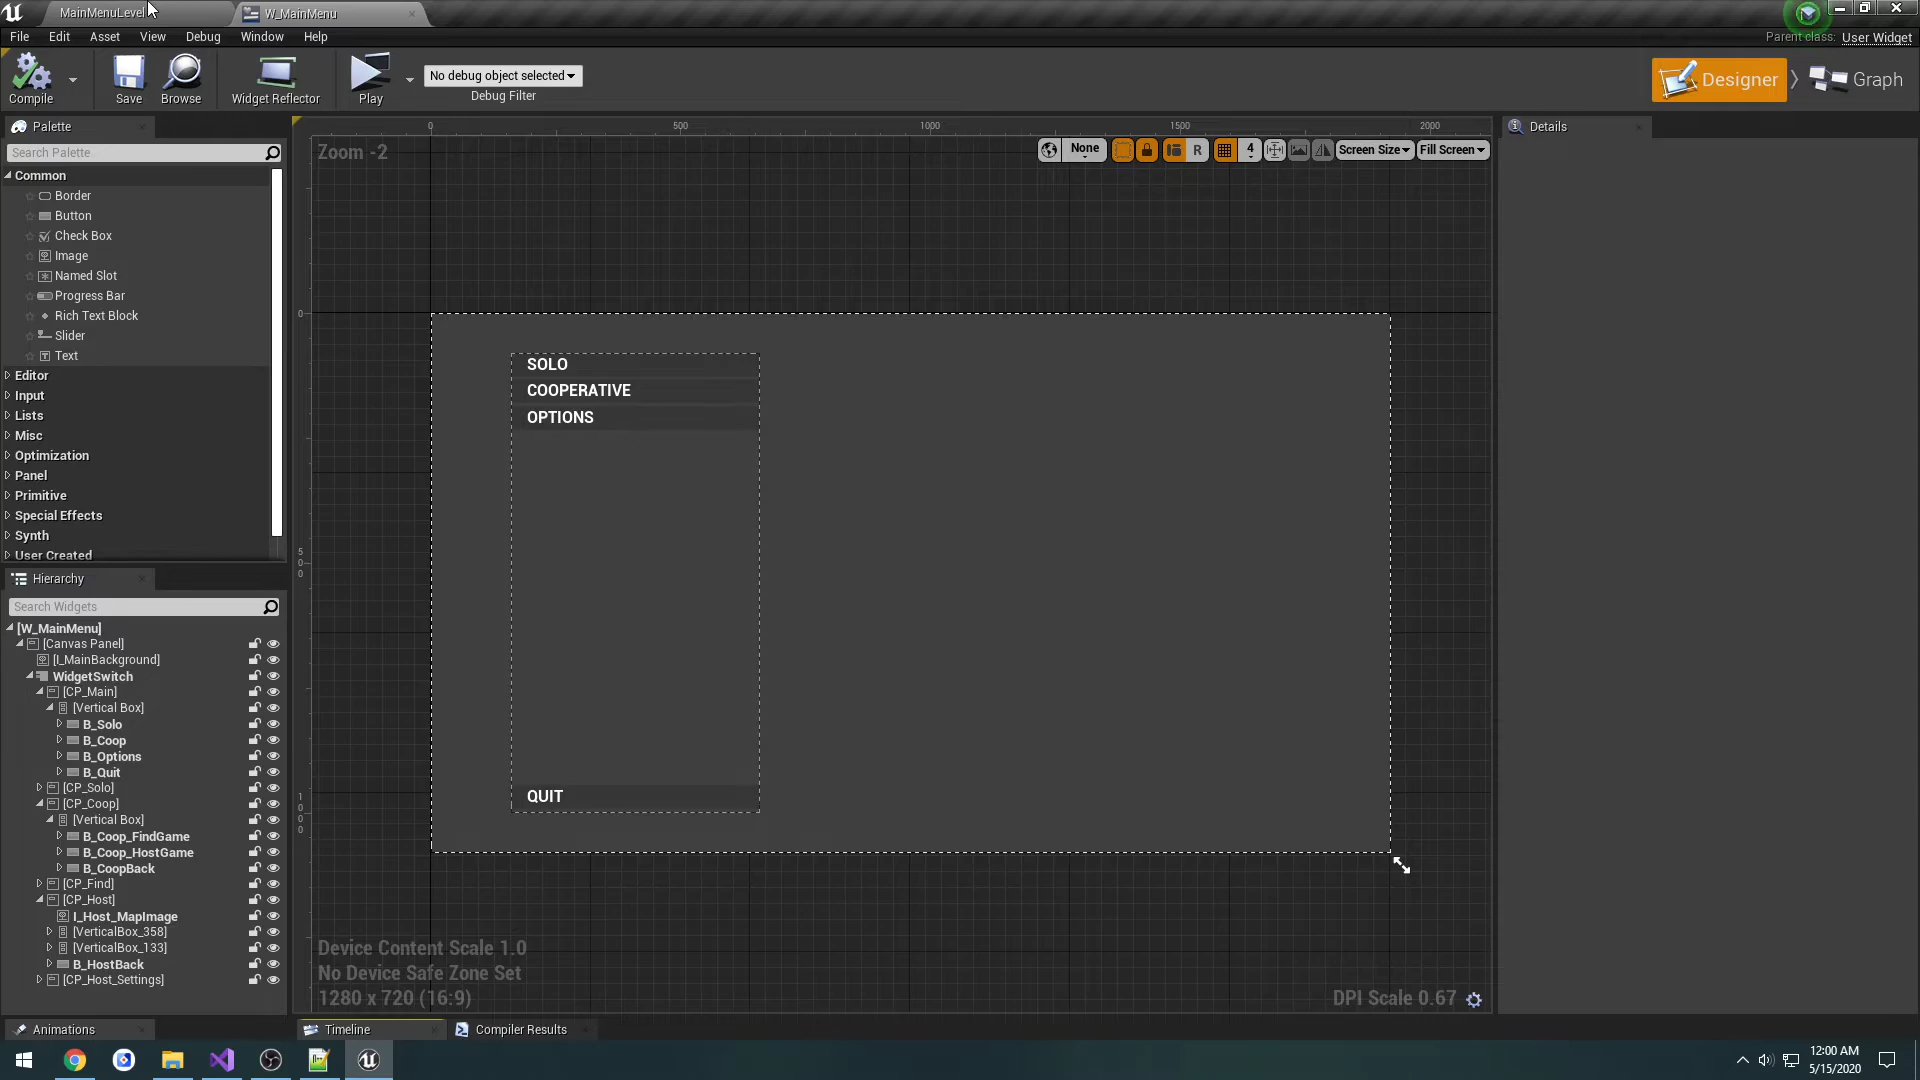 MainMenuLevel
W_MainMenu
File Edit Asset View Debug Window Help
Parent class: User Widget
Compile Save Browse Widget Reflector Play
No debug object selected
Debug Filter
Designer Graph
Palette
Search Palette
Common
Border
Button
Check Box
Image
Named Slot
Progress Bar
Rich Text Block
Slider
Text
Editor
Input
Lists
Misc
Optimization
Panel
Primitive
Special Effects
Synth
User Created
Hierarchy
Search Widgets
[W_MainMenu]
[Canvas Panel]
[I_MainBackground]
WidgetSwitch
[CP_Main]
[Vertical Box]
B_Solo
B_Coop
B_Options
B_Quit
[CP_Solo]
[CP_Coop]
[Vertical Box]
B_Coop_FindGame
B_Coop_HostGame
B_CoopBack
[CP_Find]
[CP_Host]
I_Host_MapImage
[VerticalBox_358]
[VerticalBox_133]
B_HostBack
[CP_Host_Settings]
Animations
0 500 1000 1500 2000
Zoom -2
None R 4 Screen Size Fill Screen
0
500
1000
SOLO
COOPERATIVE
OPTIONS
QUIT
Device Content Scale 1.0
No Device Safe Zone Set
1280 x 720 (16:9)
DPI Scale 0.67
Timeline
Compiler Results
Details
12:00 AM
5/15/2020